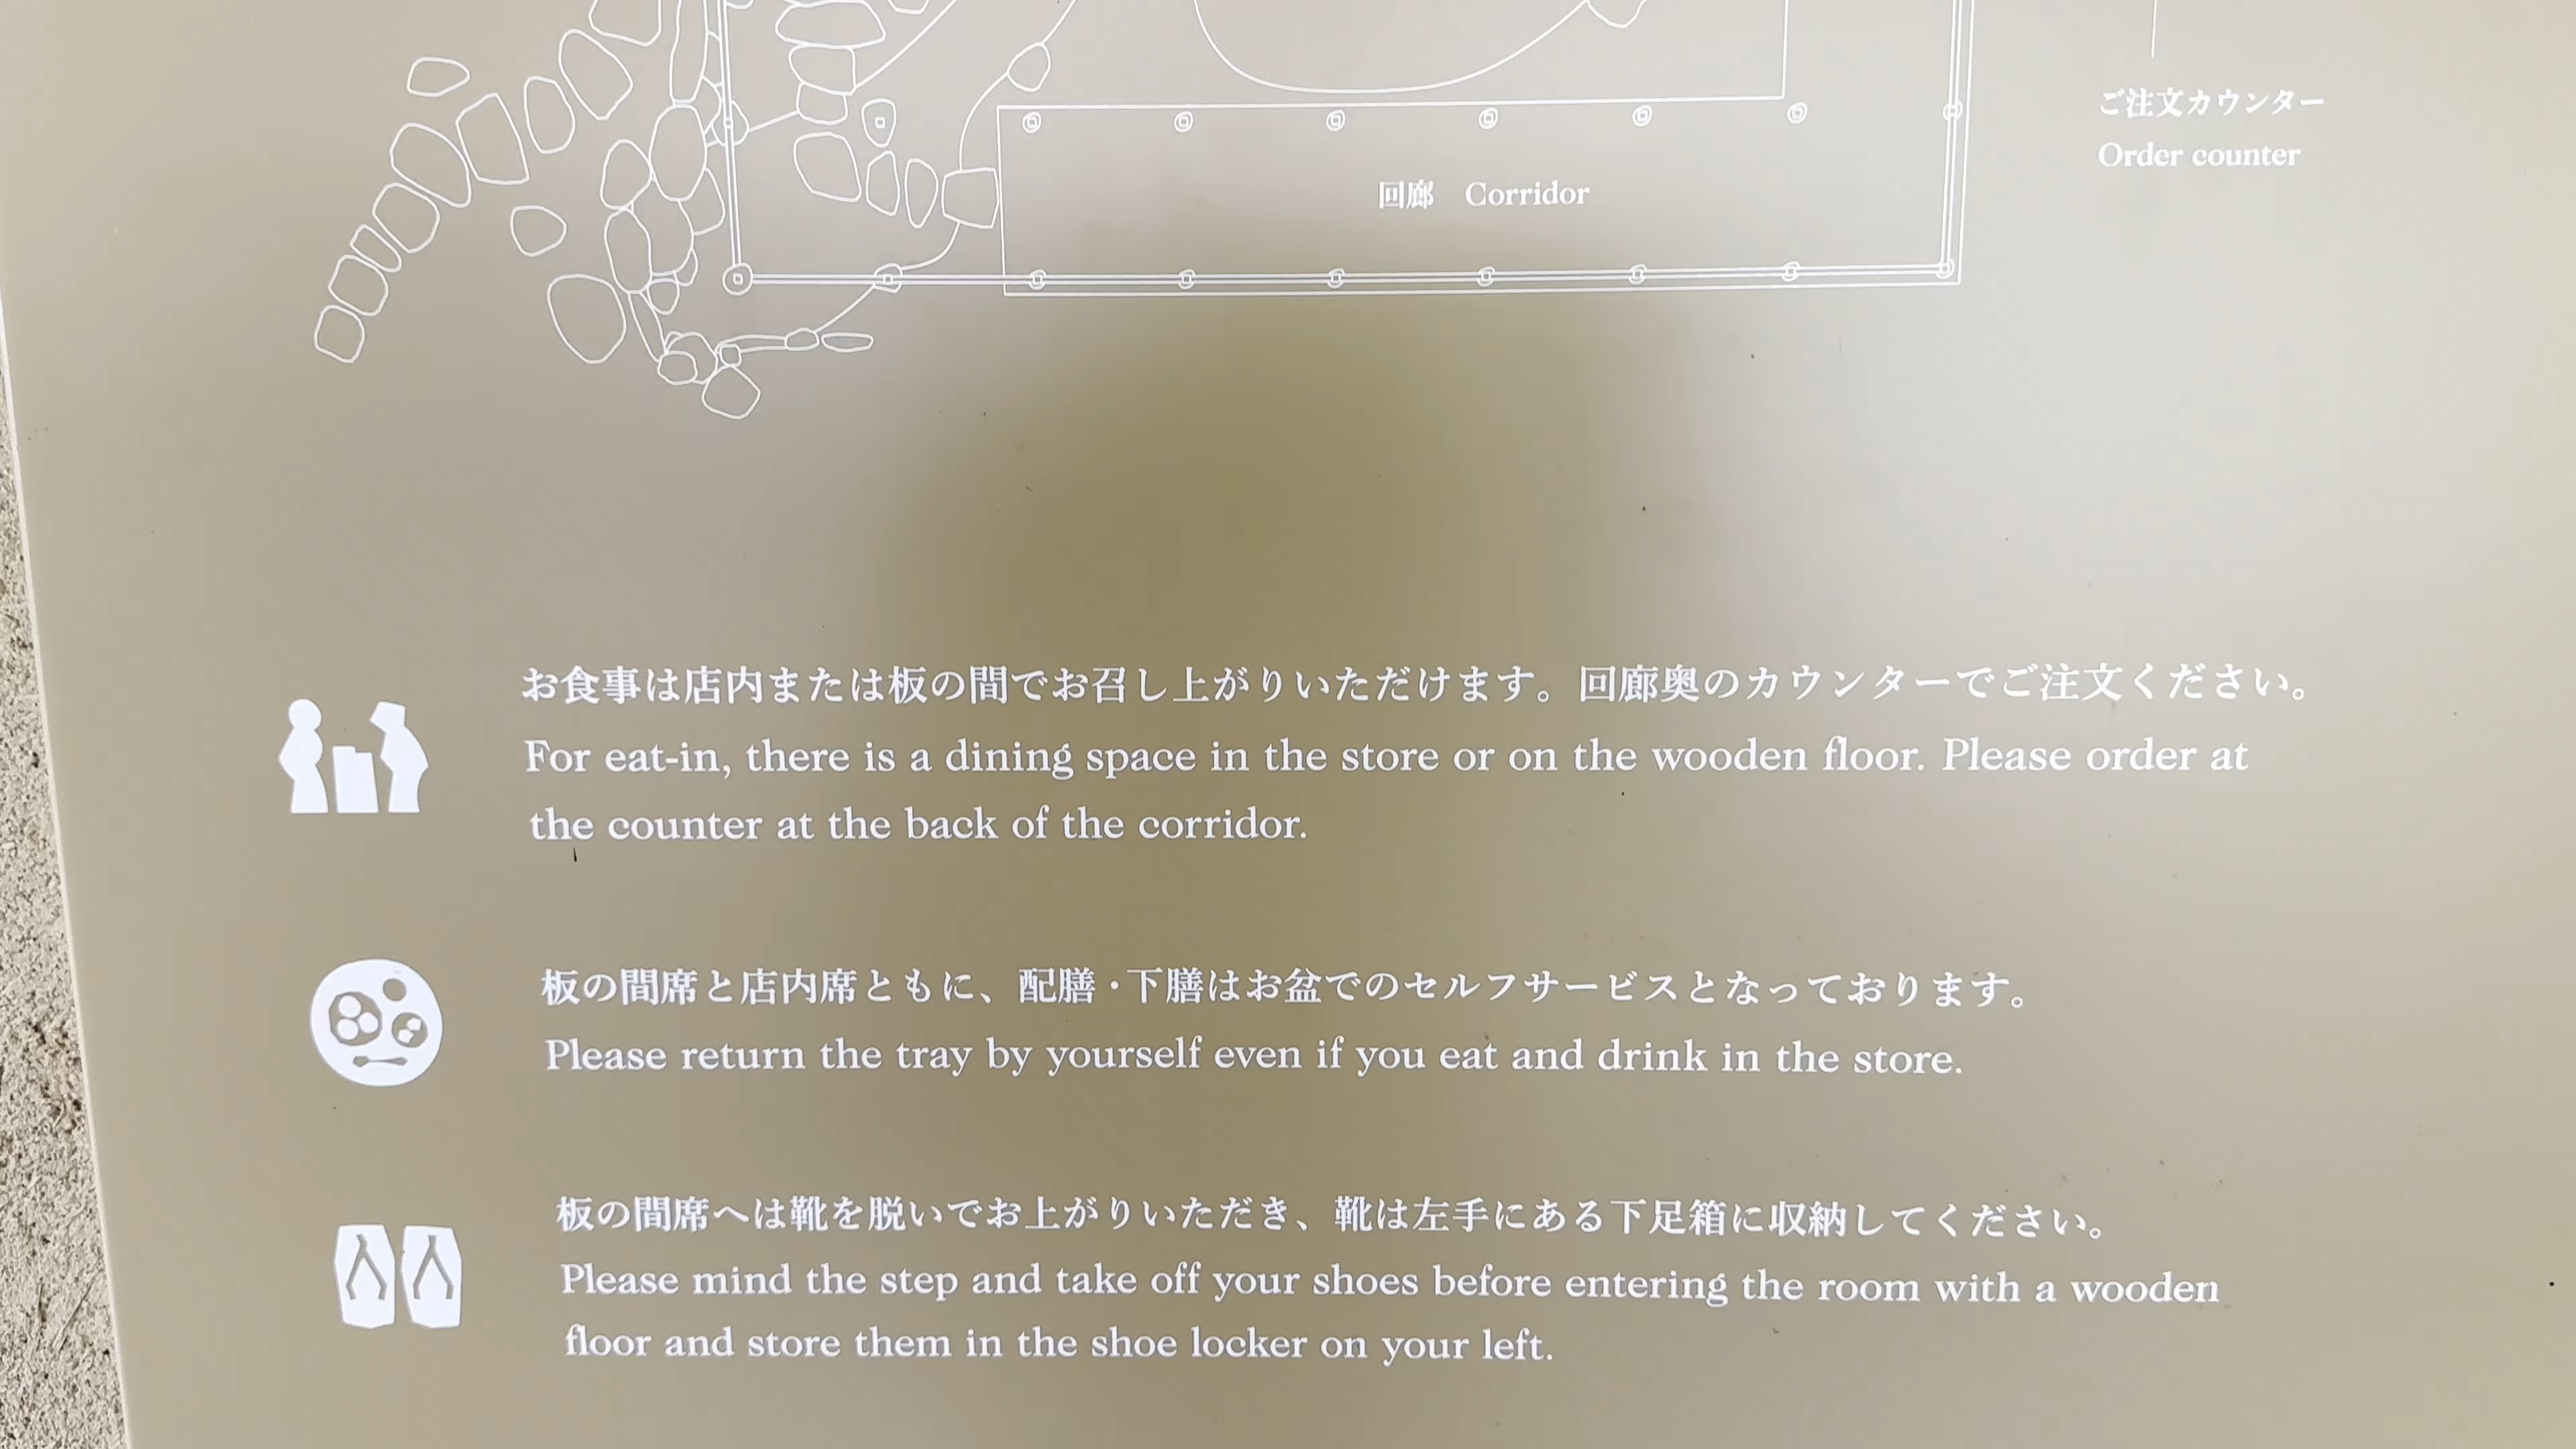 ご注文カウンター
Order counter
回廊 Corridor
お食事は店内または板の間でお召し上がりいただけます。回廊奥のカウンターでご注文ください。
For eat-in, there is a dining space in the store or on the wooden floor. Please order at
the counter at the back of the corridor.
板の間席と店内席ともに、配膳・下膳はお盆でのセルフサービスとなっております。
Please return the tray by yourself even if you eat and drink in the store.
板の間席へは靴を脱いでお上がりいただき、靴は左手にある下足箱に収納してください。
Please mind the step and take off your shoes before entering the room with a wooden
floor and store them in the shoe locker on your left.